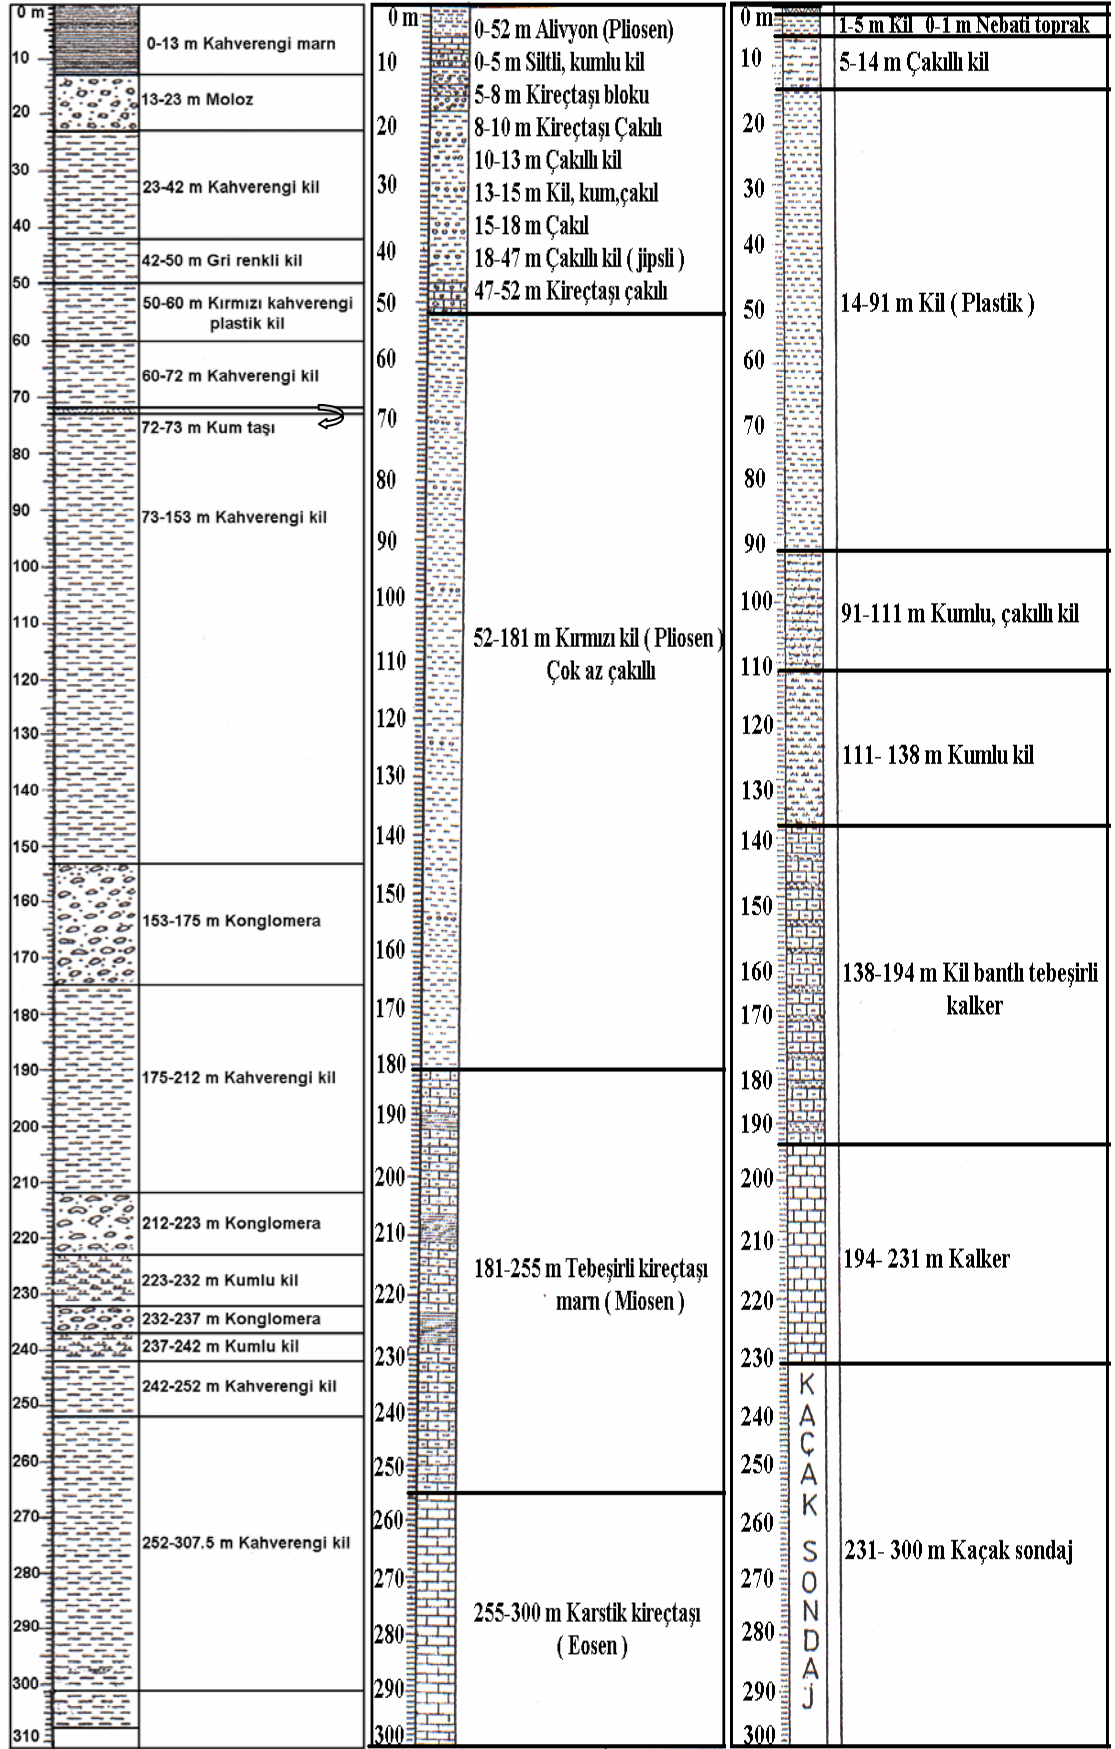 0 m
10
20
30
40
50
60
70
80
90
100
110
120
130
140
150
160
170
180
190
200
210
220
230
240
250
260
270
280
290
300
310
0-13 m Kahverengi marn
13-23 m Moloz
23-42 m Kahverengi kil
42-50 m Gri renkli kil
50-60 m Kırmızı kahverengi
plastik kil
60-72 m Kahverengi kil
72-73 m Kum taşı
73-153 m Kahverengi kil
153-175 m Konglomera
175-212 m Kahverengi kil
212-223 m Konglomera
223-232 m Kumlu kil
232-237 m Konglomera
237-242 m Kumlu kil
242-252 m Kahverengi kil
252-307.5 m Kahverengi kil
0 m
10
20
30
40
50
60
70
80
90
100
110
120
130
140
150
160
170
180
190
200
210
220
230
240
250
260
270
280
290
300
0-52 m Alivyon (Pliosen)
0-5 m Siltli, kumlu kil
5-8 m Kireçtaşı bloku
8-10 m Kireçtaşı Çakılı
10-13 m Çakıllı kil
13-15 m Kil, kum,çakıl
15-18 m Çakıl
18-47 m Çakıllı kil ( jipsli )
47-52 m Kireçtaşı çakılı
52-181 m Kırmızı kil ( Pliosen )
Çok az çakıllı
181-255 m Tebeşirli kireçtaşı
marn ( Miosen )
255-300 m Karstik kireçtaşı
( Eosen )
0 m
10
20
30
40
50
60
70
80
90
100
110
120
130
140
150
160
170
180
190
200
210
220
230
240
250
260
270
280
290
300
1-5 m Kil 0-1 m Nebati toprak
5-14 m Çakıllı kil
14-91 m Kil ( Plastik )
91-111 m Kumlu, çakıllı kil
111- 138 m Kumlu kil
138-194 m Kil bantlı tebeşirli
kalker
194- 231 m Kalker
KAÇAK SONDAJ
231- 300 m Kaçak sondaj